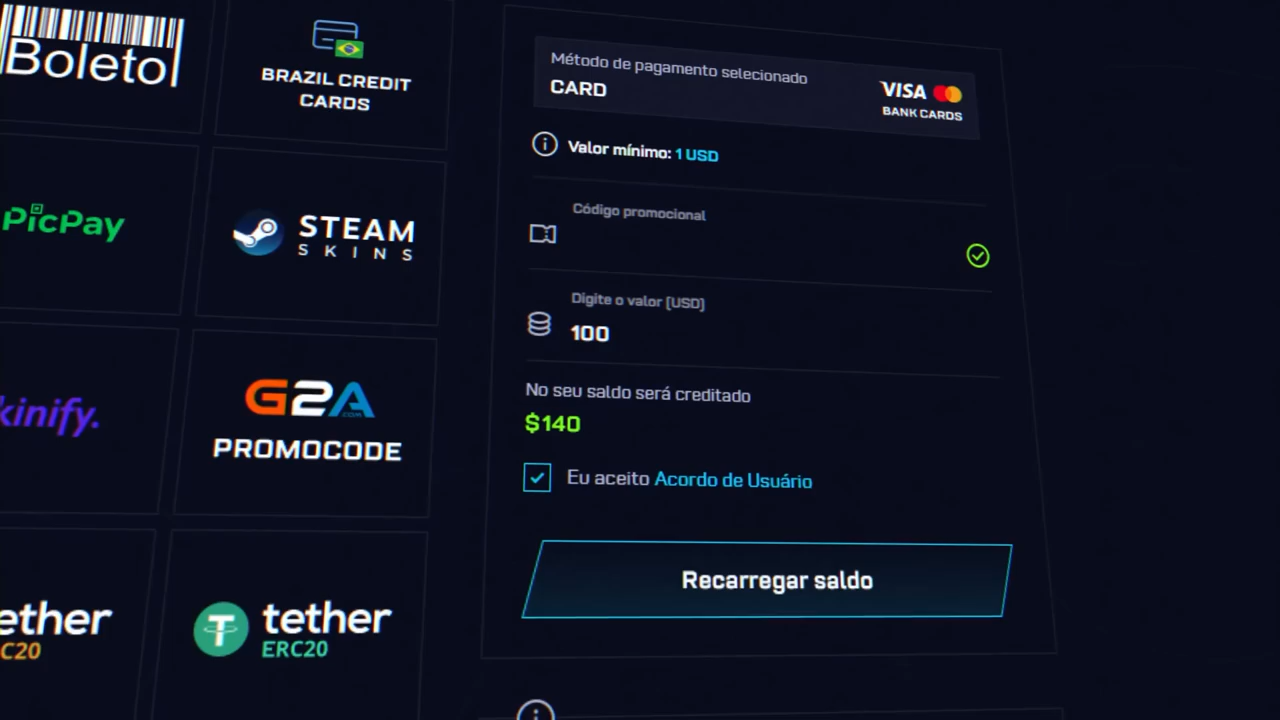 Boleto
BRAZIL CREDIT
CARDS
PicPay
STEAM
SKINS
kinify.
G2A
.COM
PROMOCODE
ether
C20
tether
ERC20
Método de pagamento selecionado
CARD
VISA
BANK CARDS
Valor mínimo: 1 USD
Código promocional
Digite o valor (USD)
100
No seu saldo será creditado
$140
Eu aceito Acordo de Usuário
Recarregar saldo